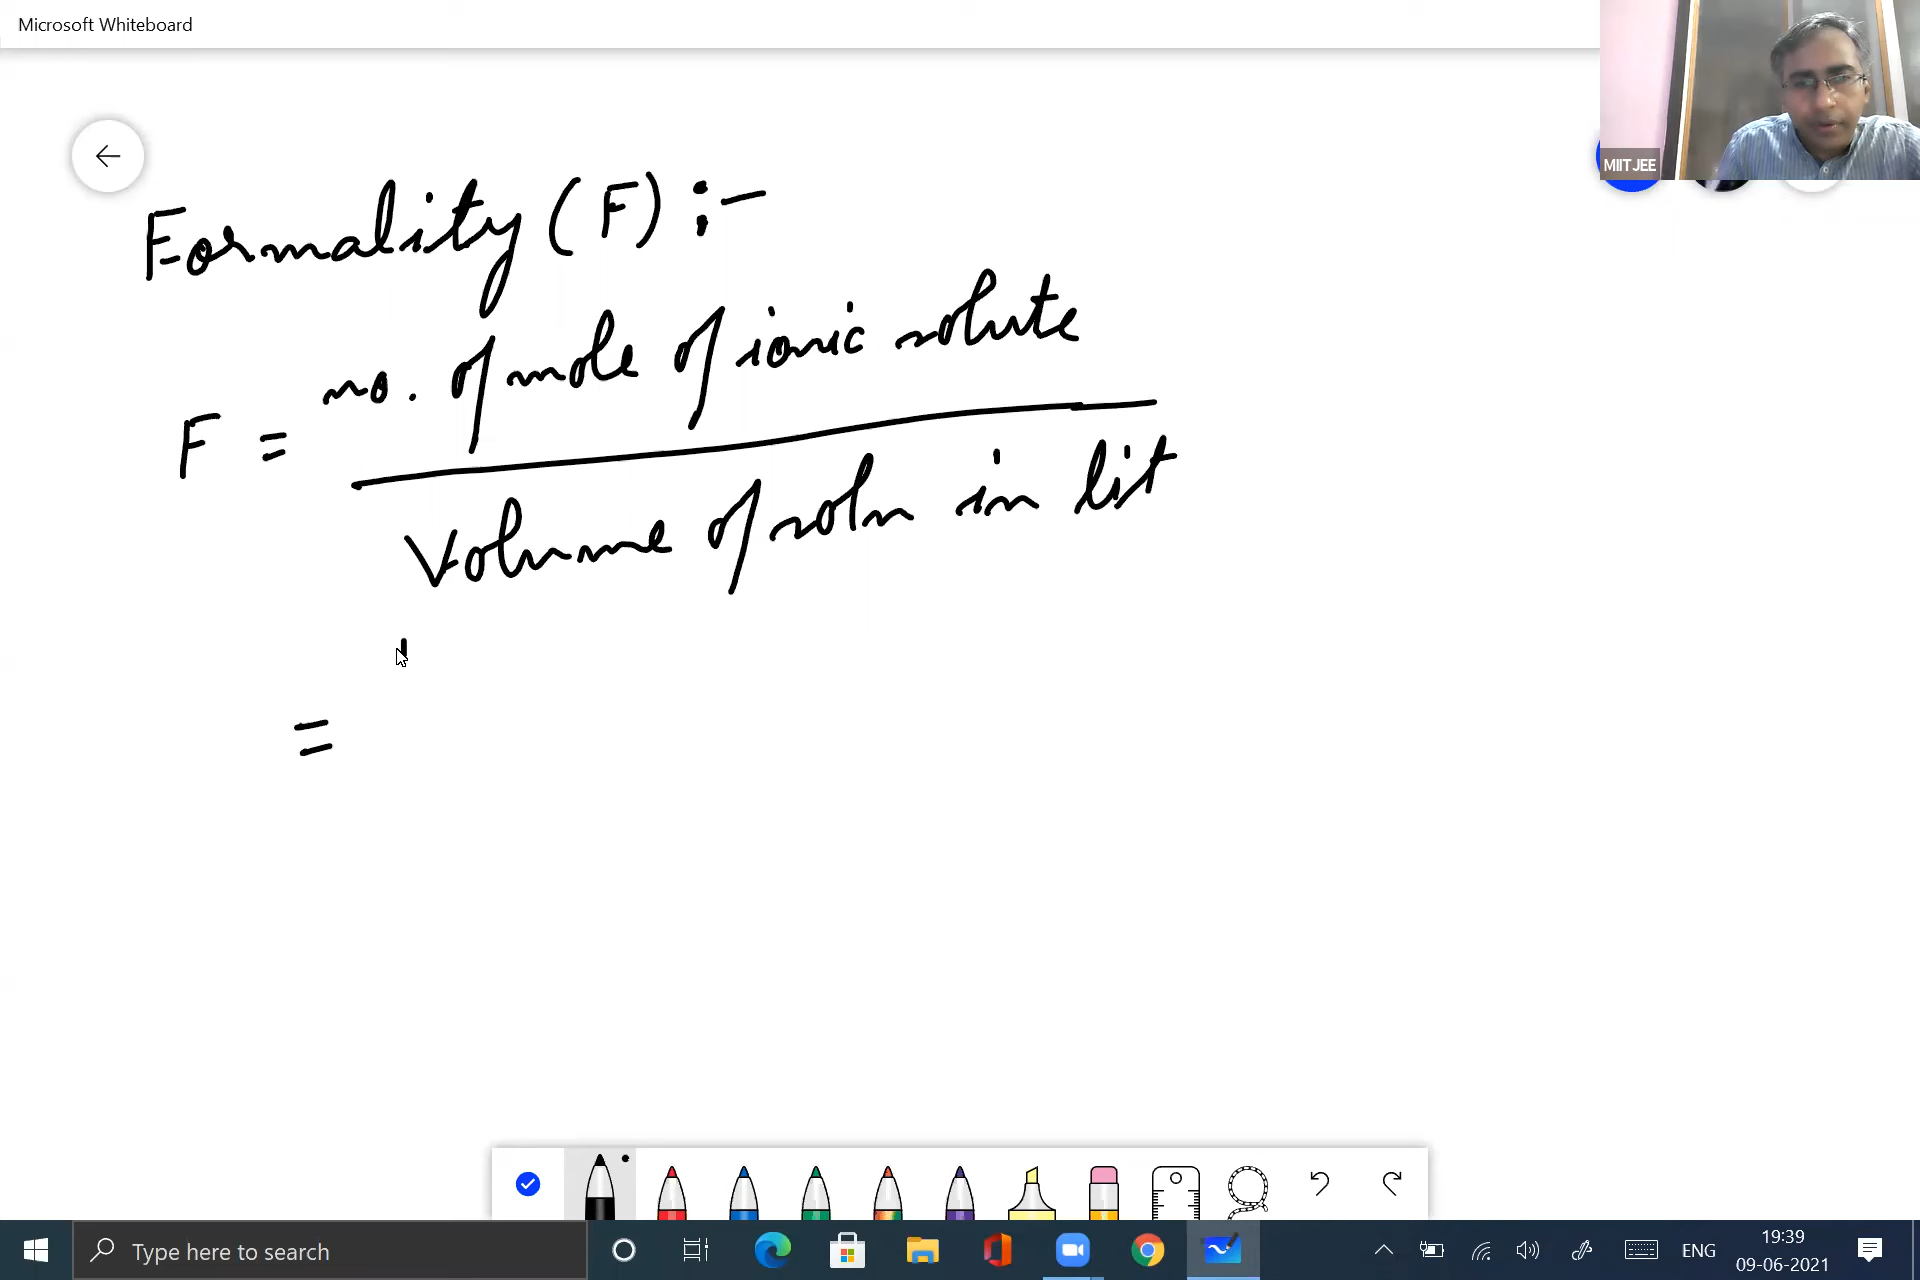 Microsoft Whiteboard
MIIT JEE
Formality (F) :-
F = no. of mole of ionic solute
Volume of soln in lit
=
Type here to search
ENG
19:39
09-06-2021